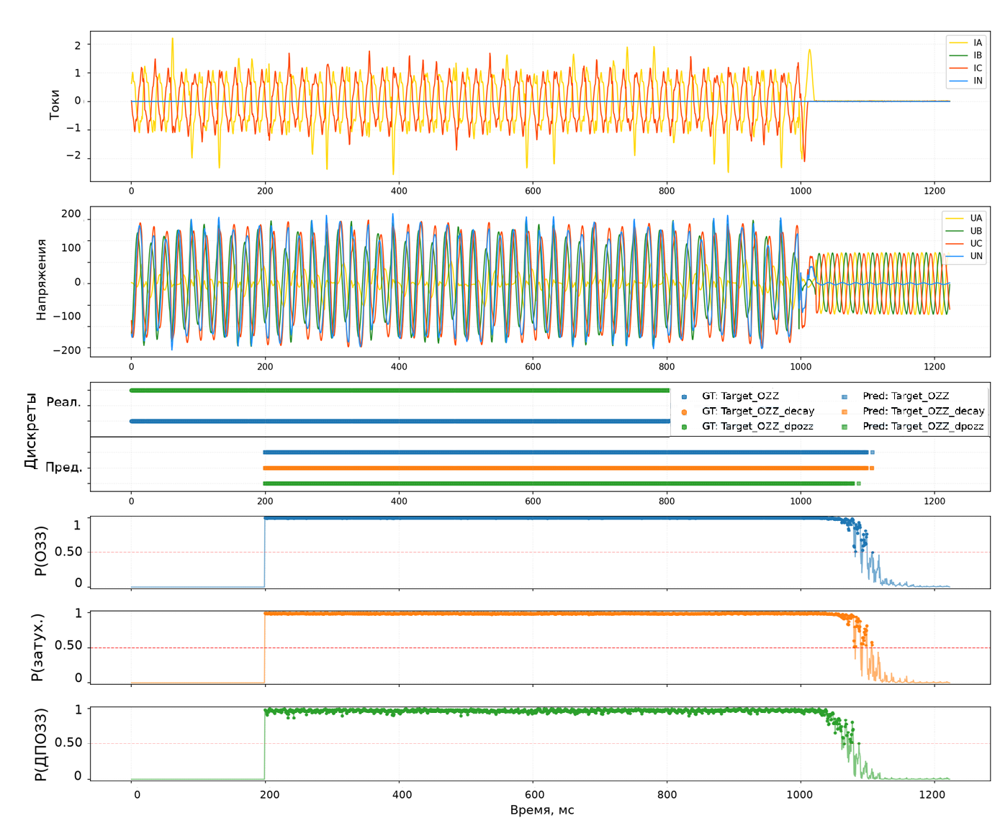 Токи
2
1
0
−1
−2
IA
IB
IC
IN
0 200 400 600 800 1000 1200
Напряжения
200
100
0
−100
−200
UA
UB
UC
UN
0 200 400 600 800 1000 1200
Дискреты
Реал.
Пред.
GT: Target_OZZ
GT: Target_OZZ_decay
GT: Target_OZZ_dpozz
Pred: Target_OZZ
Pred: Target_OZZ_decay
Pred: Target_OZZ_dpozz
0 200 400 600 800 1000 1200
P(ОЗЗ)
1
0.50
0
P(затух.)
1
0.50
0
P(ДПОЗЗ)
1
0.50
0
0 200 400 600 800 1000 1200
Время, мс